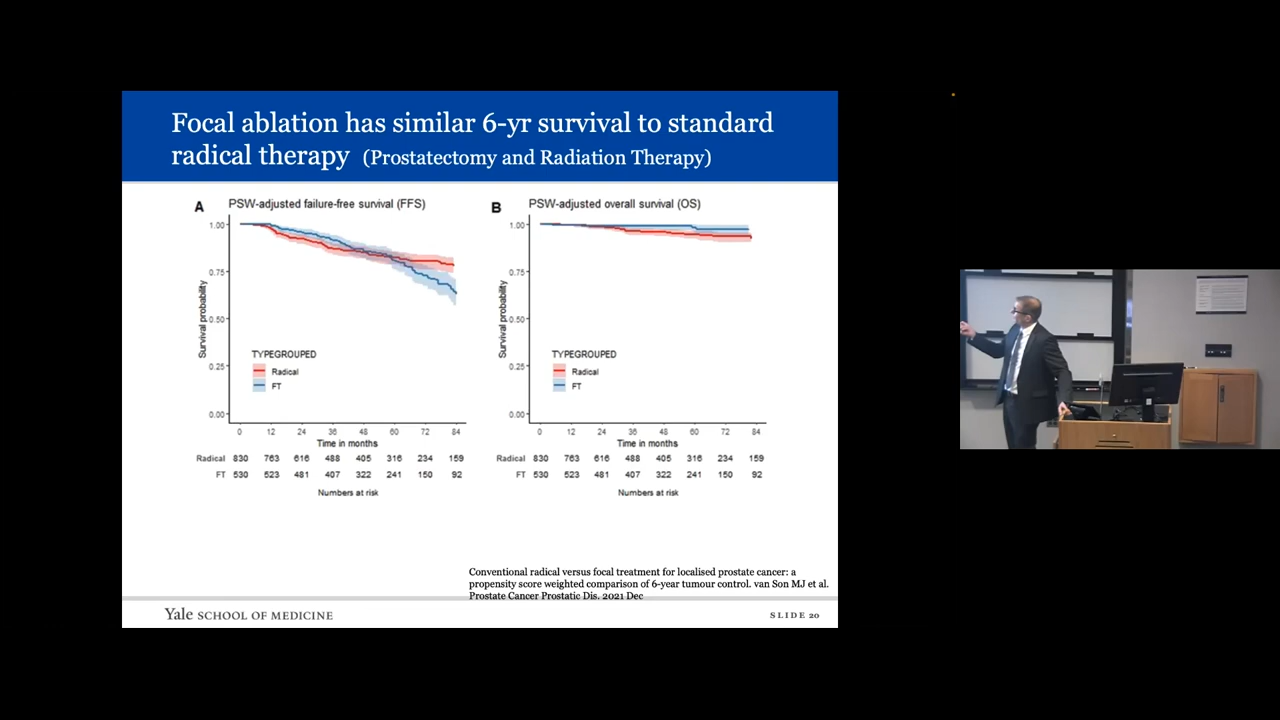 Focal ablation has similar 6-yr survival to standard
radical therapy (Prostatectomy and Radiation Therapy)
A PSW-adjusted failure-free survival (FFS)
1.00
0.75
0.50
0.25
0.00
Survival probability
TYPEGROUPED
Radical
FT
0 12 24 36 48 60 72 84
Time in months
Radical 830 763 616 488 405 316 234 159
FT 530 523 481 407 322 241 150 92
Numbers at risk
B PSW-adjusted overall survival (OS)
1.00
0.75
0.50
0.25
0.00
Survival probability
TYPEGROUPED
Radical
FT
0 12 24 36 48 60 72 84
Time in months
Radical 830 763 616 488 405 316 234 159
FT 530 523 481 407 322 241 150 92
Numbers at risk
Conventional radical versus focal treatment for localised prostate cancer: a
propensity score weighted comparison of 6-year tumour control. van Son MJ et al.
Prostate Cancer Prostatic Dis. 2021 Dec
Yale SCHOOL OF MEDICINE
SLIDE 20